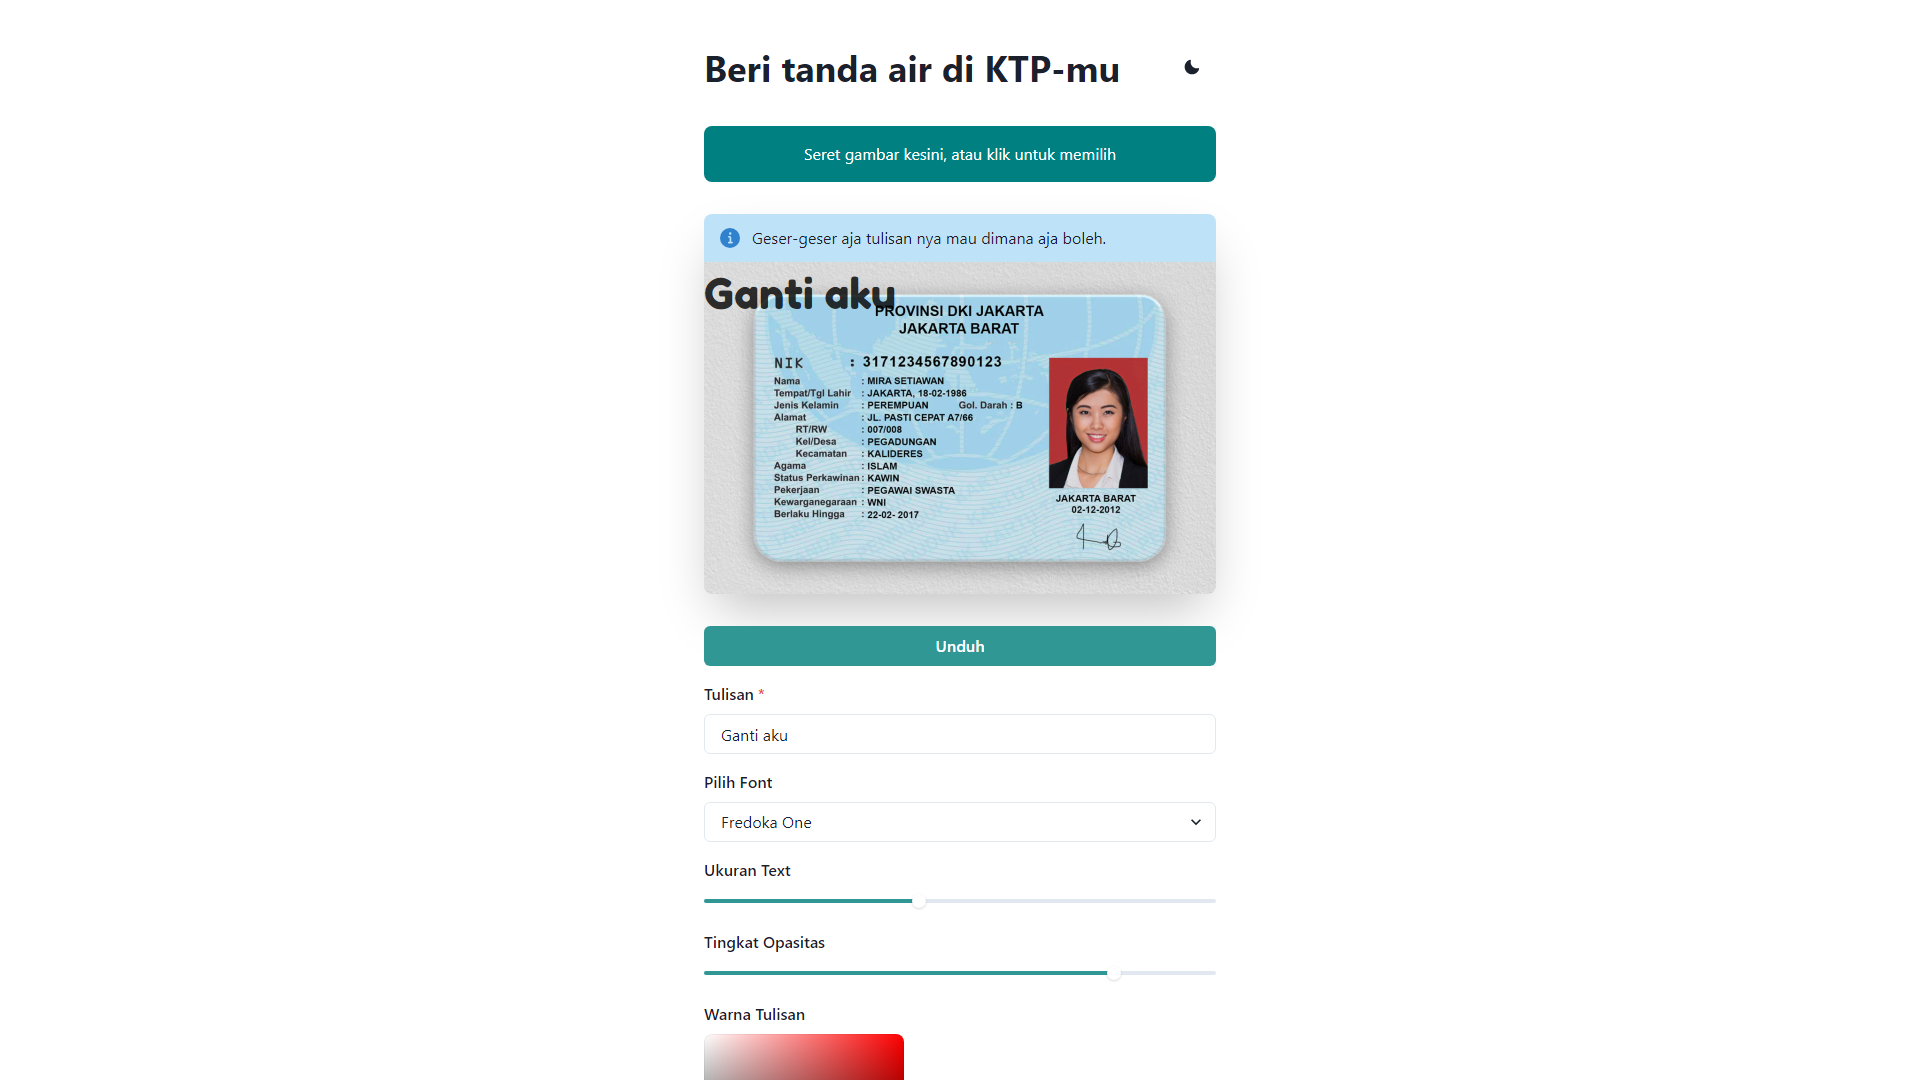 Beri tanda air di KTP-mu
Seret gambar kesini, atau klik untuk memilih
Geser-geser aja tulisan nya mau dimana aja boleh.
Ganti aku
PROVINSI DKI JAKARTA
JAKARTA BARAT
NIK : 3171234567890123
Nama : MIRA SETIAWAN
Tempat/Tgl Lahir : JAKARTA, 18-02-1986
Jenis Kelamin : PEREMPUAN Gol. Darah : B
Alamat : JL. PASTI CEPAT A7/66
RT/RW : 007/008
Kel/Desa : PEGADUNGAN
Kecamatan : KALIDERES
Agama : ISLAM
Status Perkawinan : KAWIN
Pekerjaan : PEGAWAI SWASTA
Kewarganegaraan : WNI
Berlaku Hingga : 22-02- 2017
JAKARTA BARAT
02-12-2012
Unduh
Tulisan *
Ganti aku
Pilih Font
Fredoka One
Ukuran Text
Tingkat Opasitas
Warna Tulisan